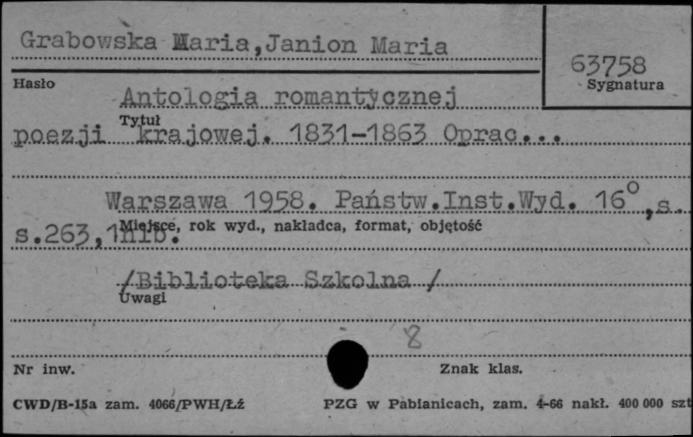 Grabowska Maria,Janion Maria
63758
Hasło
Sygnatura
Antologia romantycznej
Tytuł
poezji krajowej. 1831-1863 Oprac...
Warszawa 1958. Państw.Inst.Wyd. 16°,s.
Miejsce, rok wyd., nakładca, format, objętość
s.263,1nlb.
/Biblioteka Szkolna /
Uwagi
8
Nr inw.
Znak klas.
CWD/B-15a zam. 4066/PWH/Łź
PZG w Pabianicach, zam. 4-66 nakł. 400 000 szt